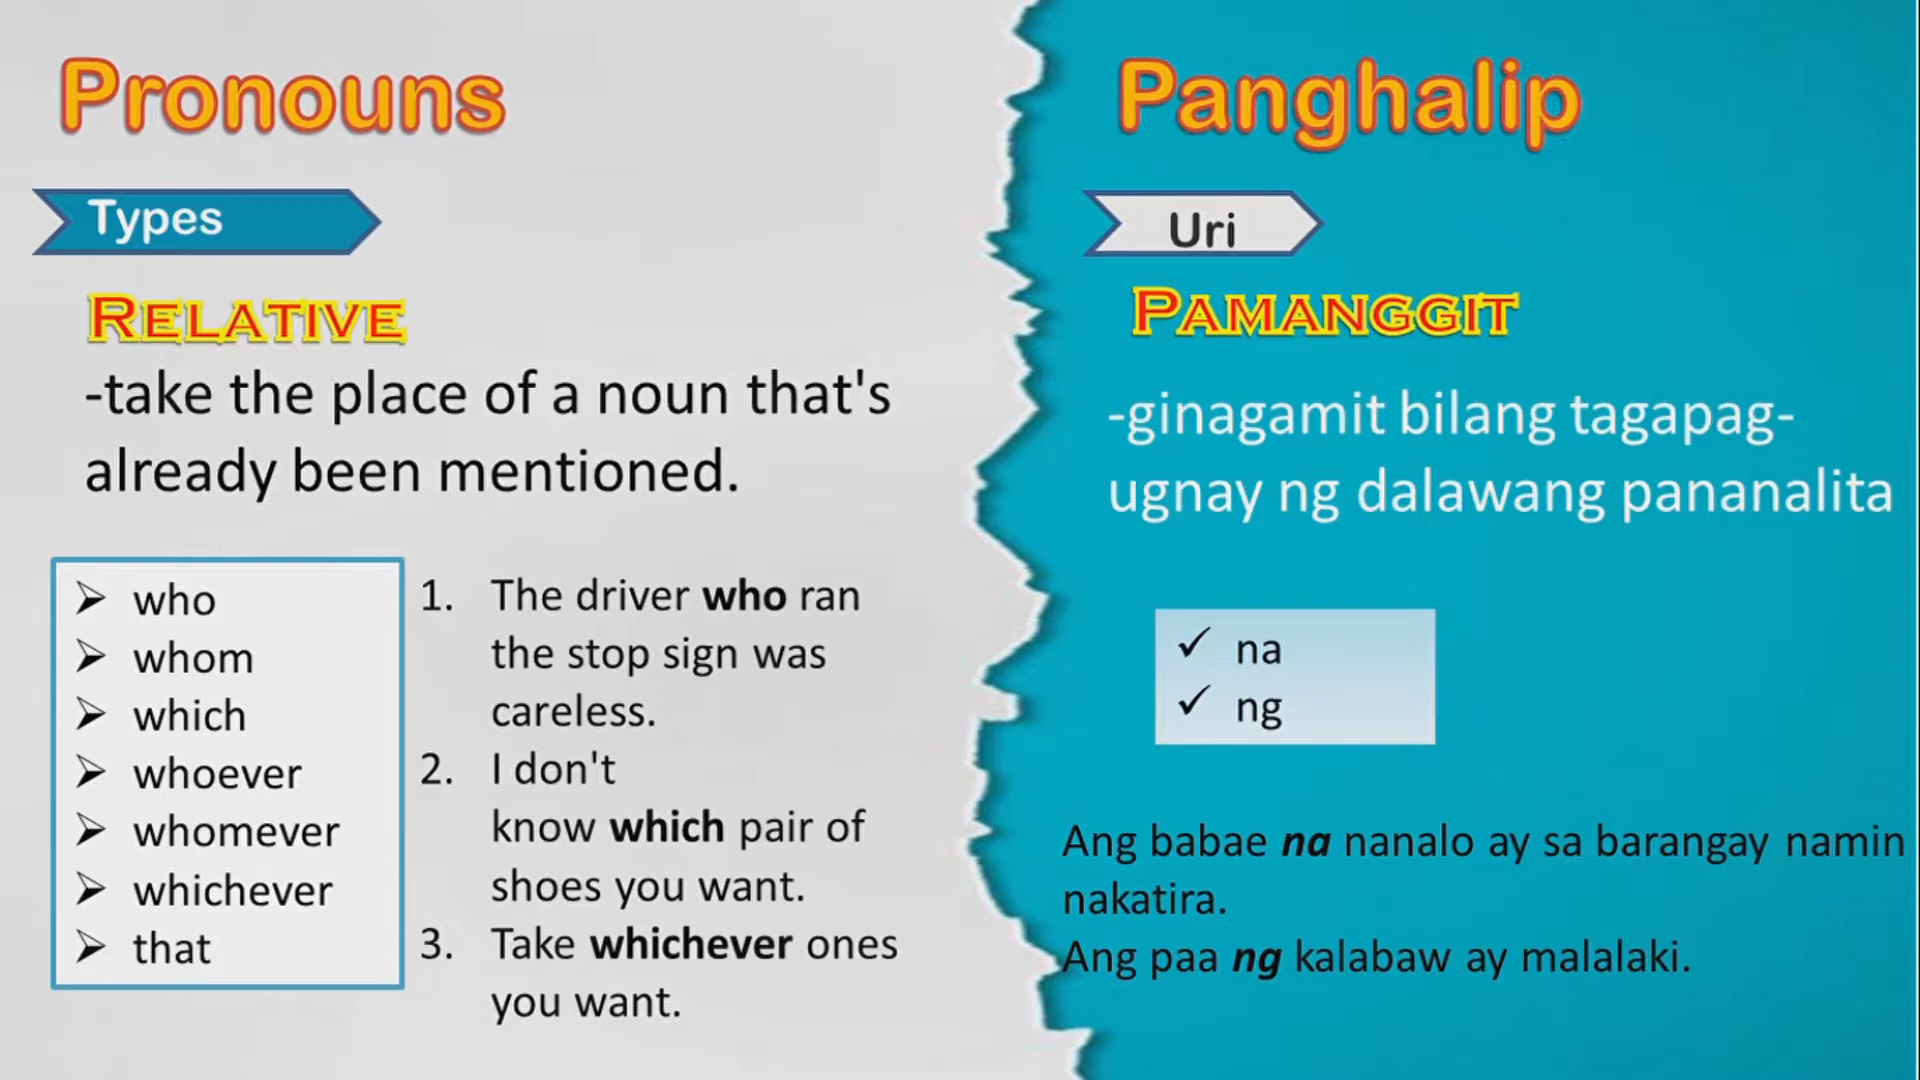 Pronouns
Types
RELATIVE
-take the place of a noun that's
already been mentioned.
➢ who
➢ whom
➢ which
➢ whoever
➢ whomever
➢ whichever
➢ that
1. The driver who ran
the stop sign was
careless.
2. I don't
know which pair of
shoes you want.
3. Take whichever ones
you want.
Panghalip
Uri
PAMANGGIT
-ginagamit bilang tagapag-
ugnay ng dalawang pananalita
✓ na
✓ ng
Ang babae na nanalo ay sa barangay namin
nakatira.
Ang paa ng kalabaw ay malalaki.